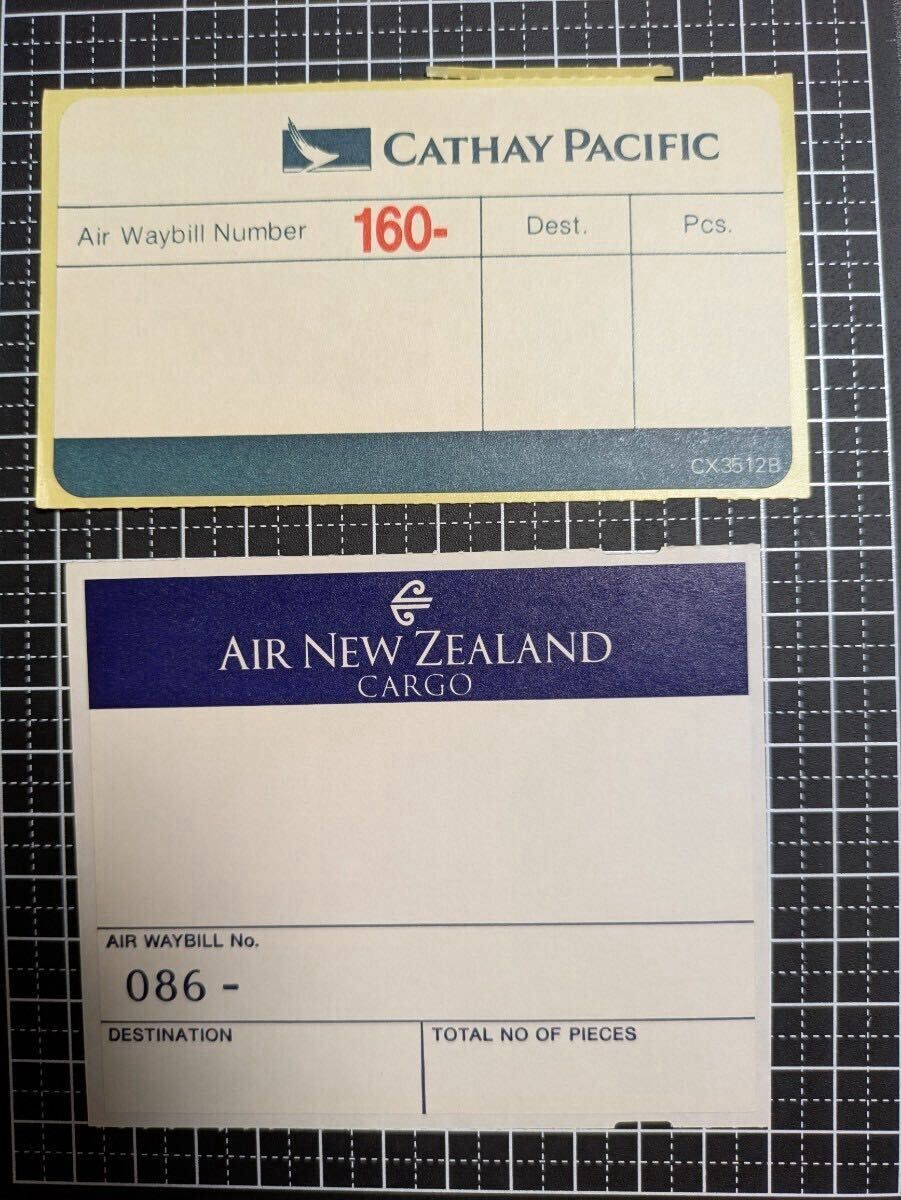 CATHAY PACIFIC
Air Waybill Number 160- Dest. Pcs.
CX3512B
AIR NEW ZEALAND
CARGO
AIR WAYBILL No.
086 -
DESTINATION TOTAL NO OF PIECES